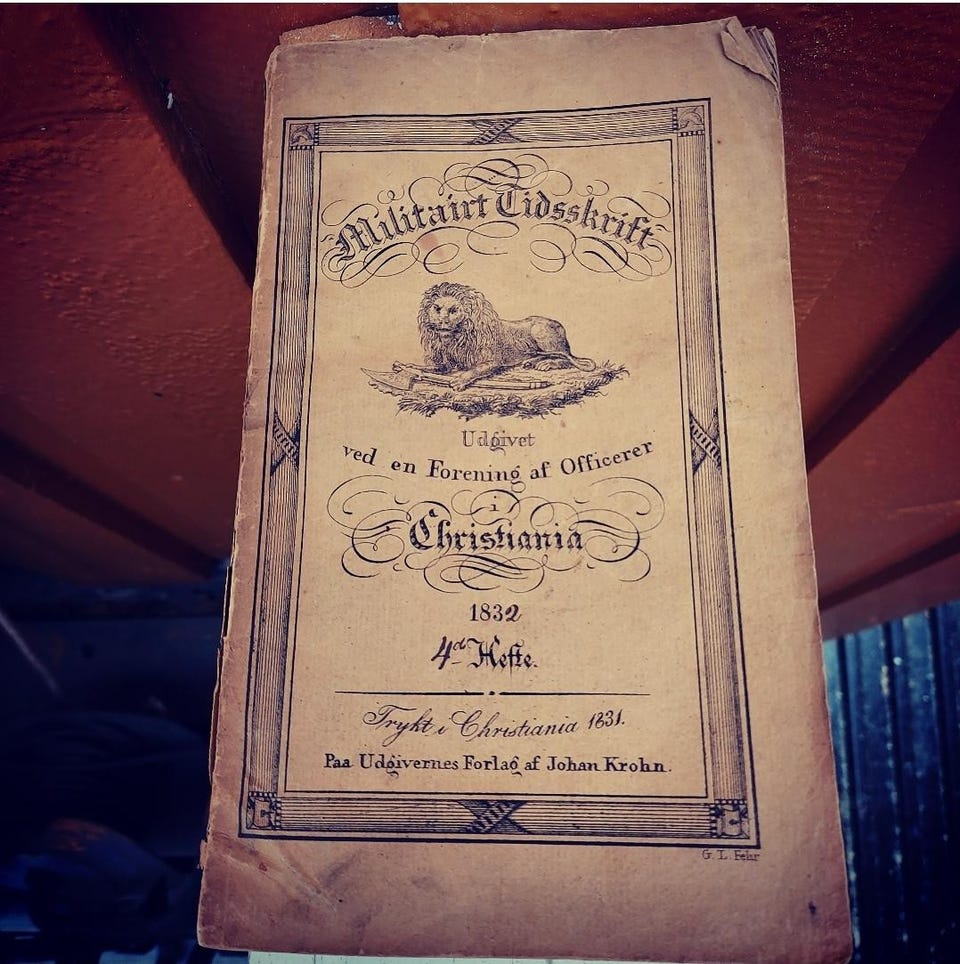 Militairt Tidsskrift
Udgivet
ved en Forening af Officerer
i
Christiania
1832
4de Hefte.
Trykt i Christiania 1831.
Paa Udgivernes Forlag af Johan Krohn.
G. L. Fehr